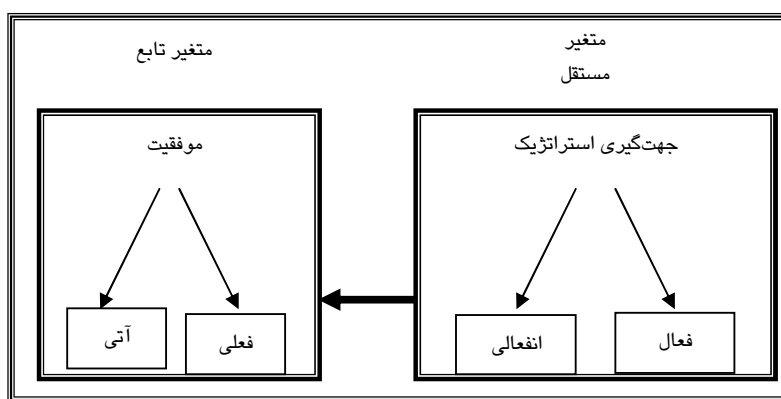 متغیر
مستقل
متغیر تابع
جهت‌گیری استراتژیک
موفقیت
فعال
انفعالی
فعلی
آتی